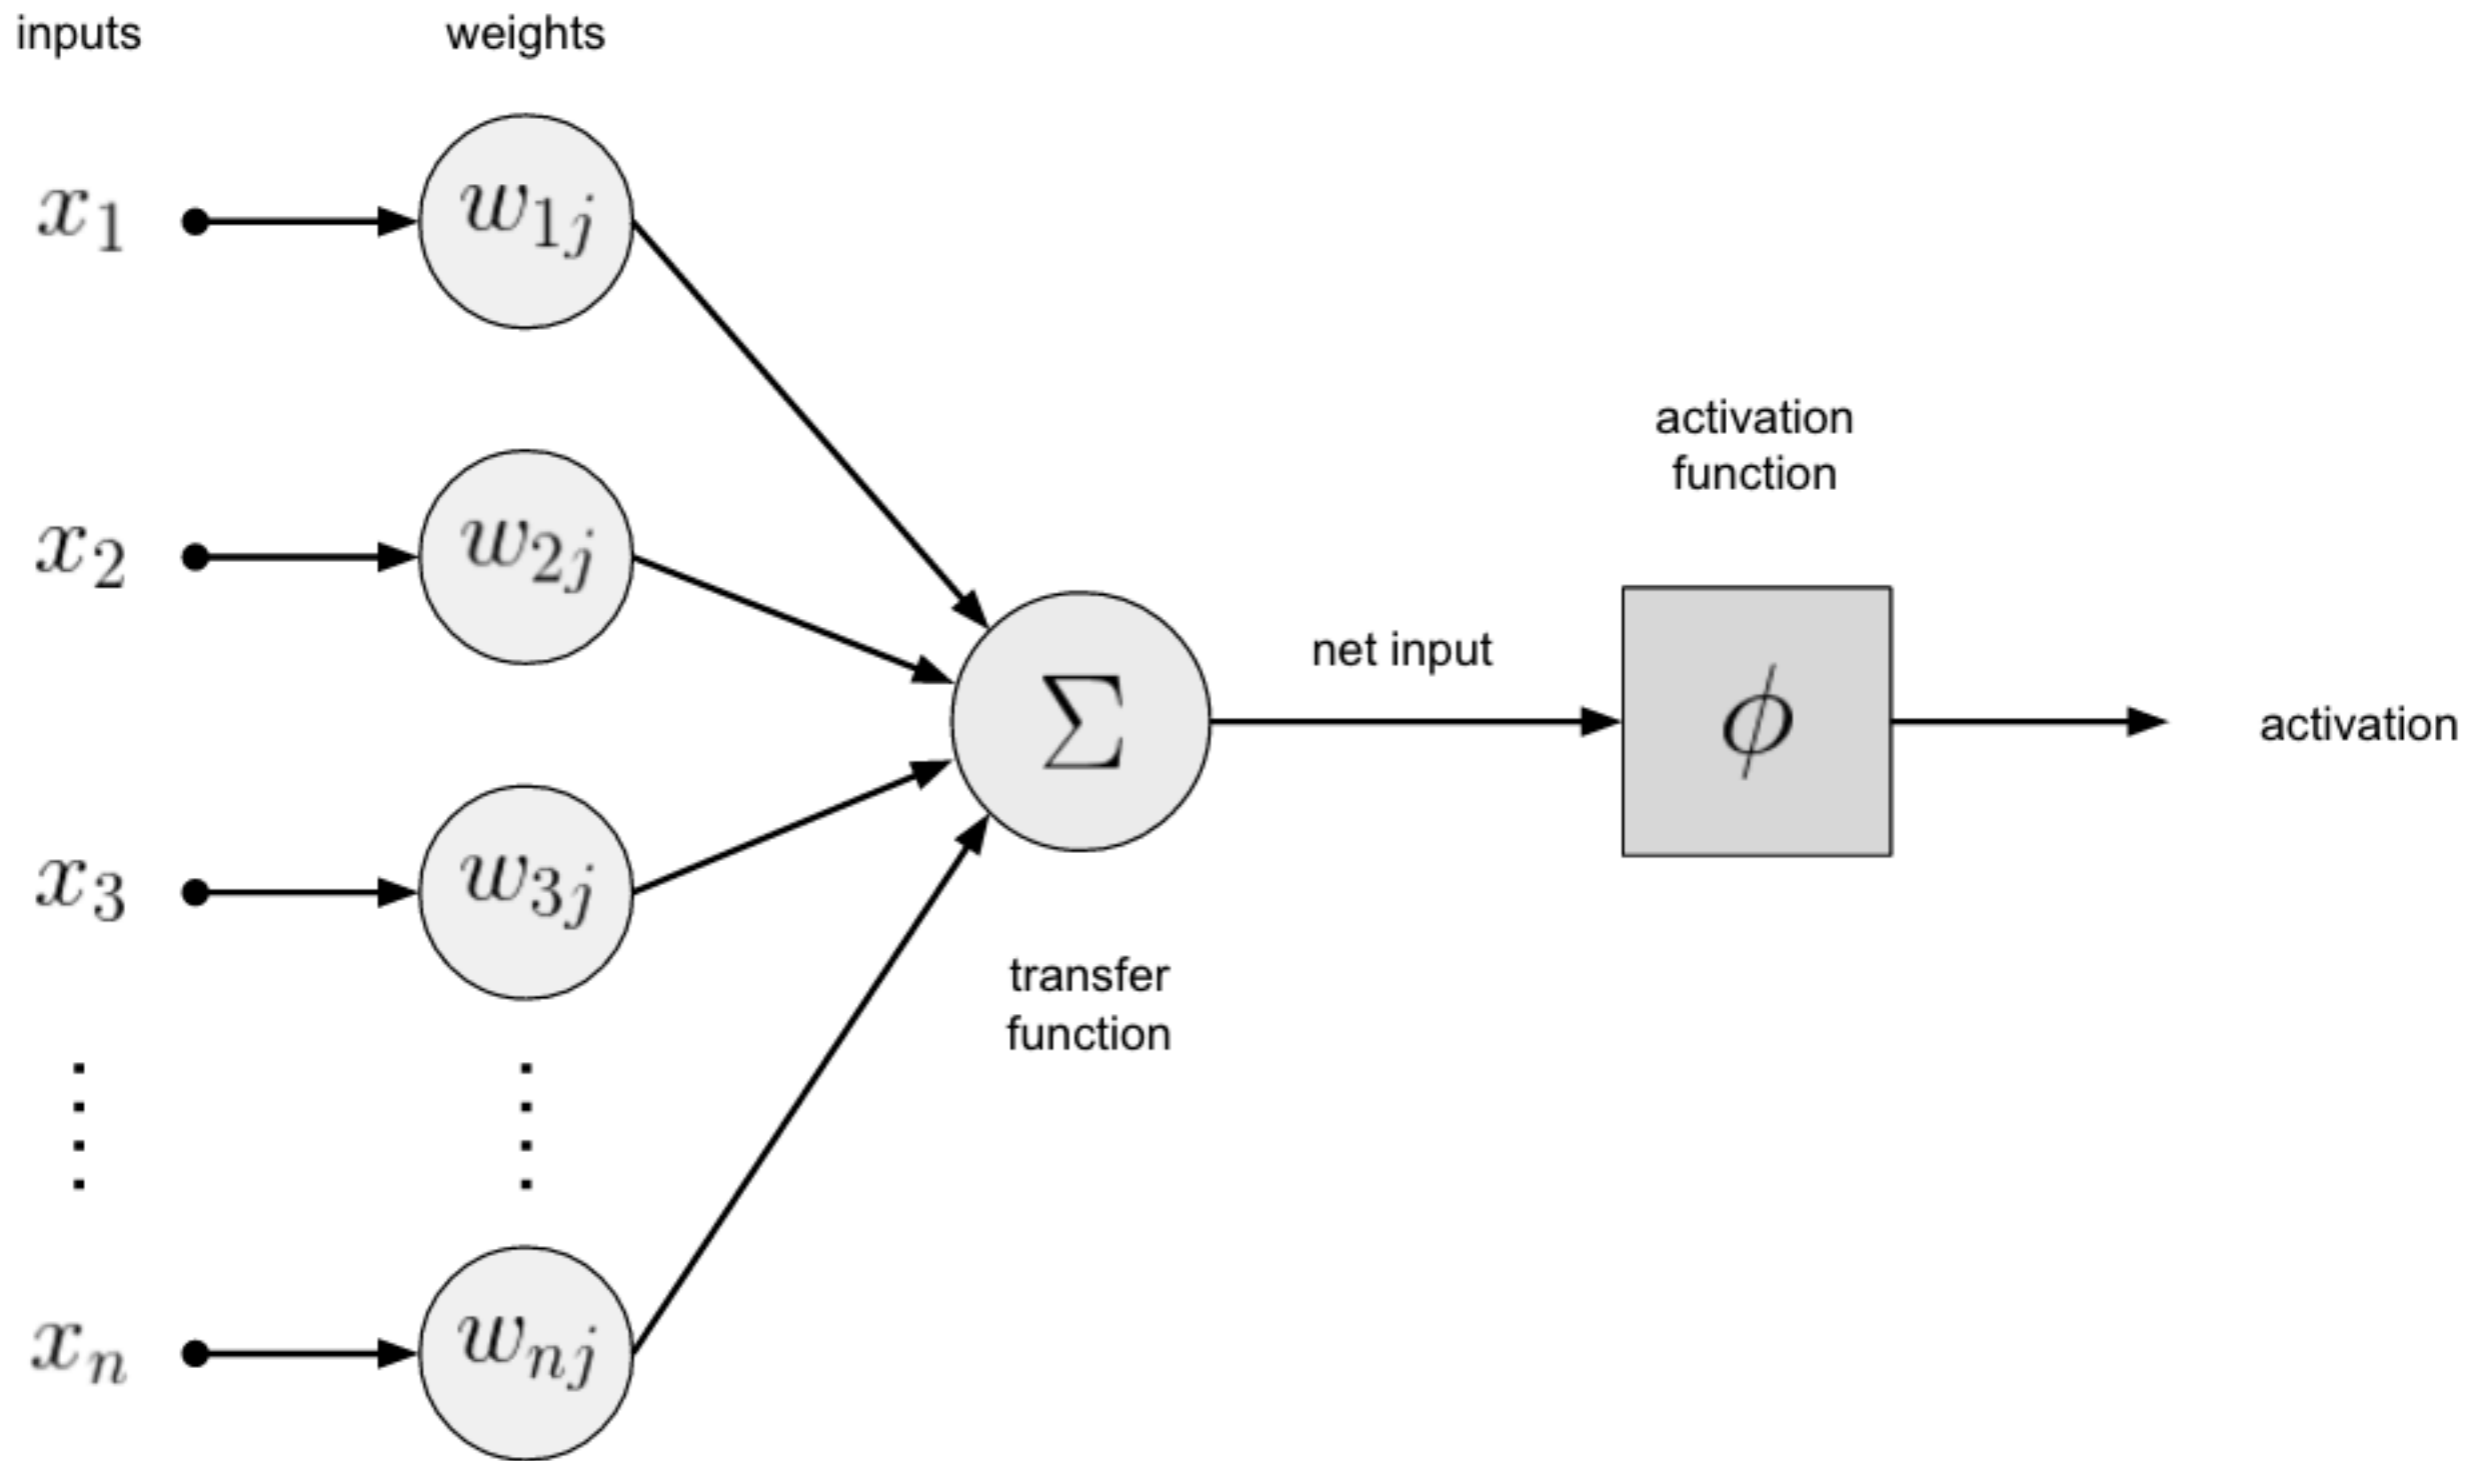 inputs
weights
x₁
w₁ⱼ
x₂
w₂ⱼ
x₃
w₃ⱼ
xₙ
wₙⱼ
Σ
transfer
function
net input
activation
function
ϕ
activation